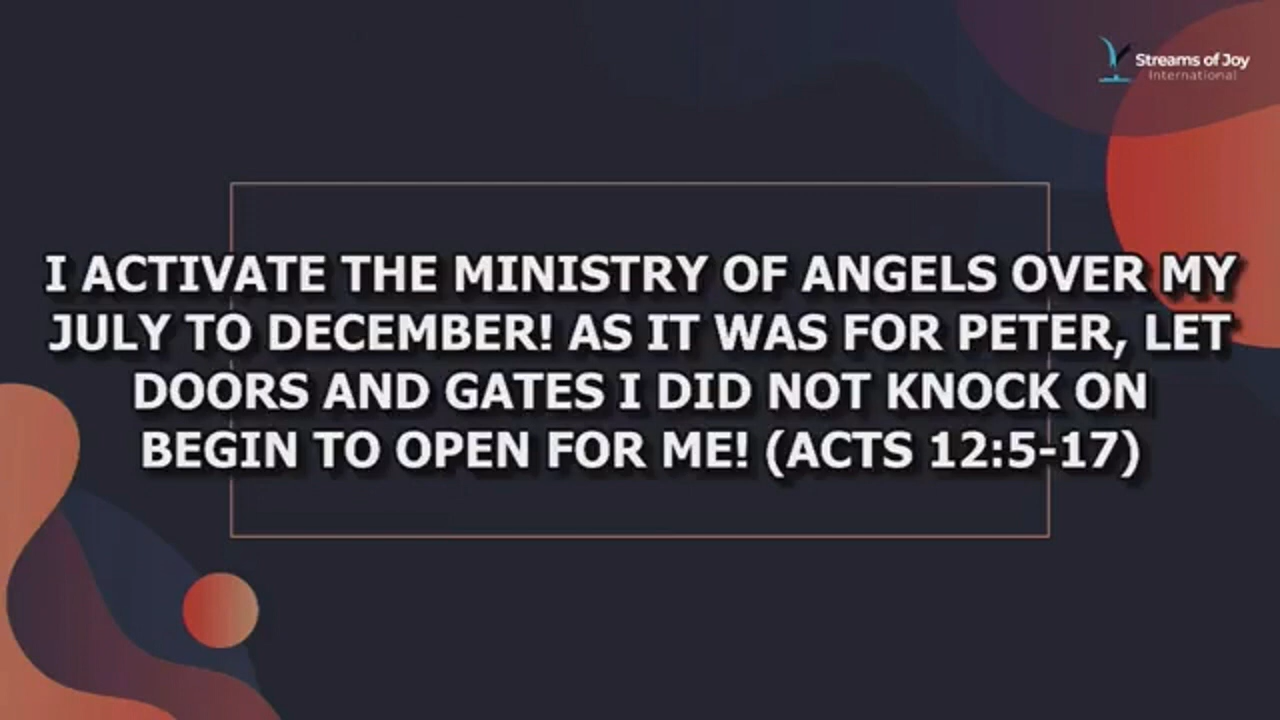 Streams of Joy
International
I ACTIVATE THE MINISTRY OF ANGELS OVER MY
JULY TO DECEMBER! AS IT WAS FOR PETER, LET
DOORS AND GATES I DID NOT KNOCK ON
BEGIN TO OPEN FOR ME! (ACTS 12:5-17)